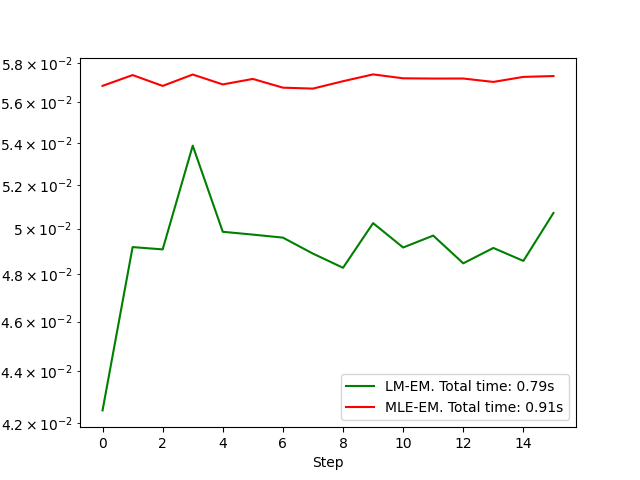 5.8 × 10⁻²
5.6 × 10⁻²
5.4 × 10⁻²
5.2 × 10⁻²
5 × 10⁻²
4.8 × 10⁻²
4.6 × 10⁻²
4.4 × 10⁻²
4.2 × 10⁻²
LM-EM. Total time: 0.79s
MLE-EM. Total time: 0.91s
0 2 4 6 8 10 12 14
Step